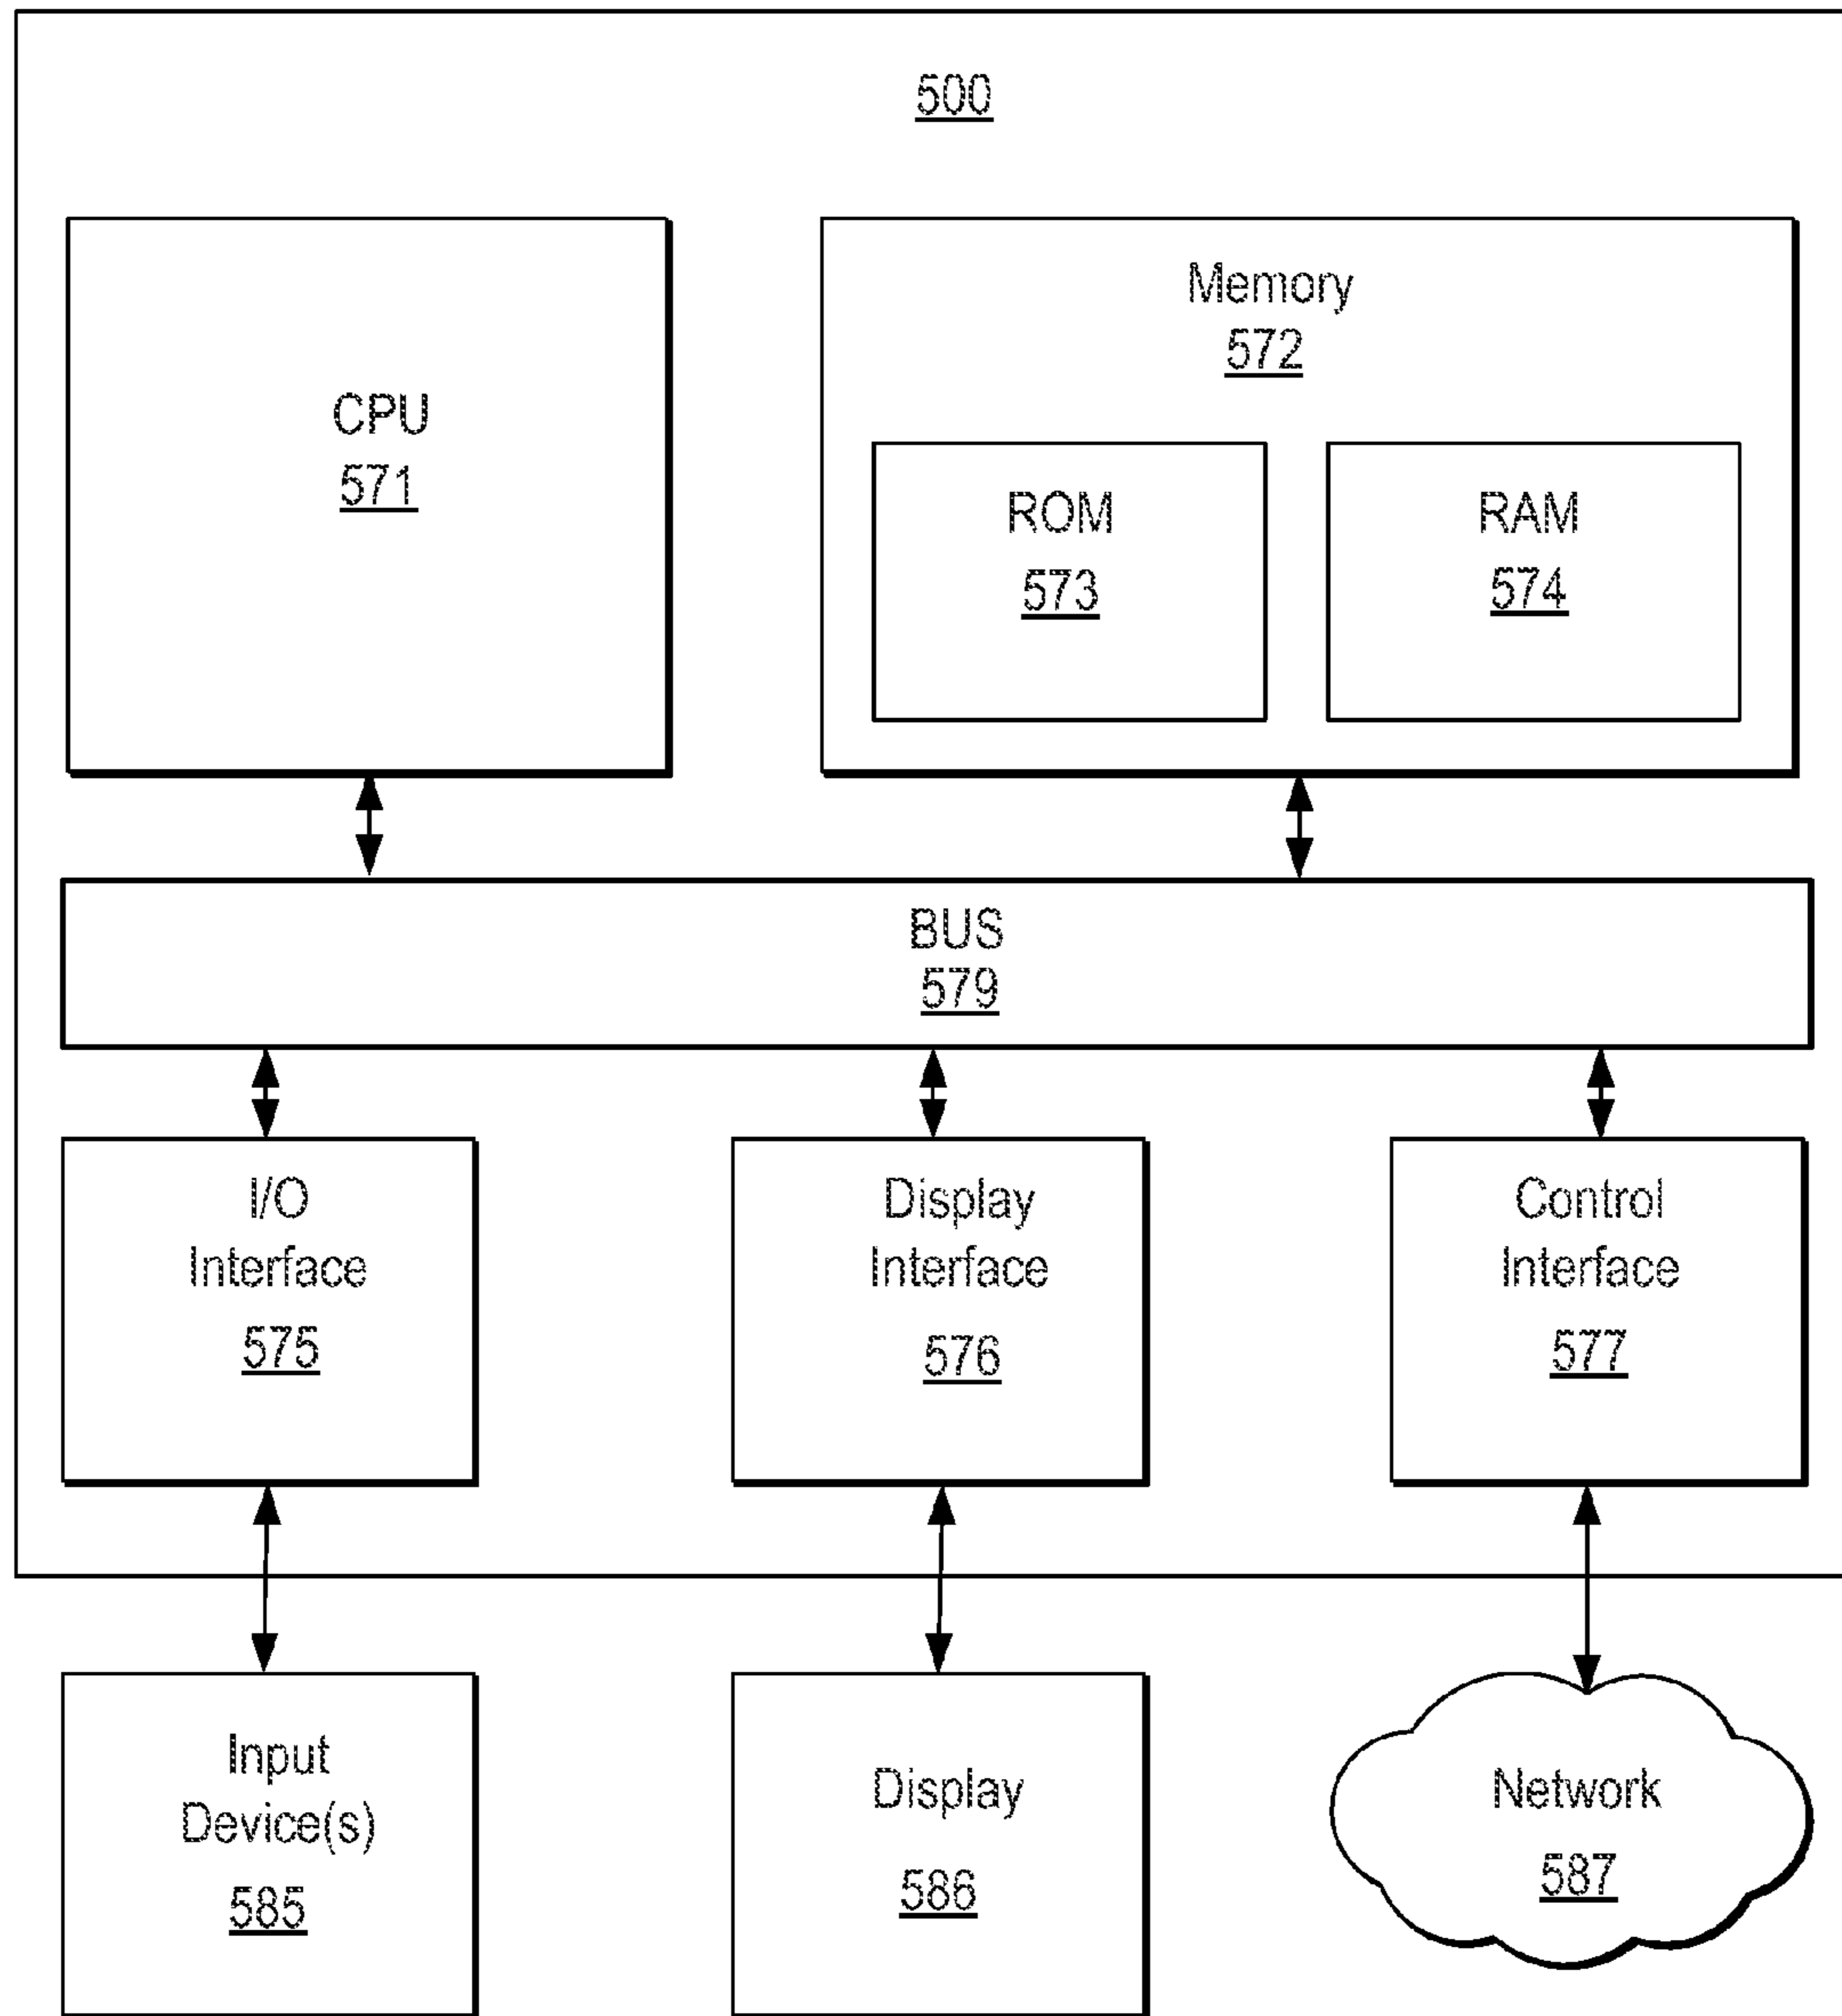 500
CPU
571
Memory
572
ROM
573
RAM
574
BUS
579
I/O
Interface
575
Display
Interface
576
Control
Interface
577
Input
Device(s)
585
Display
586
Network
587